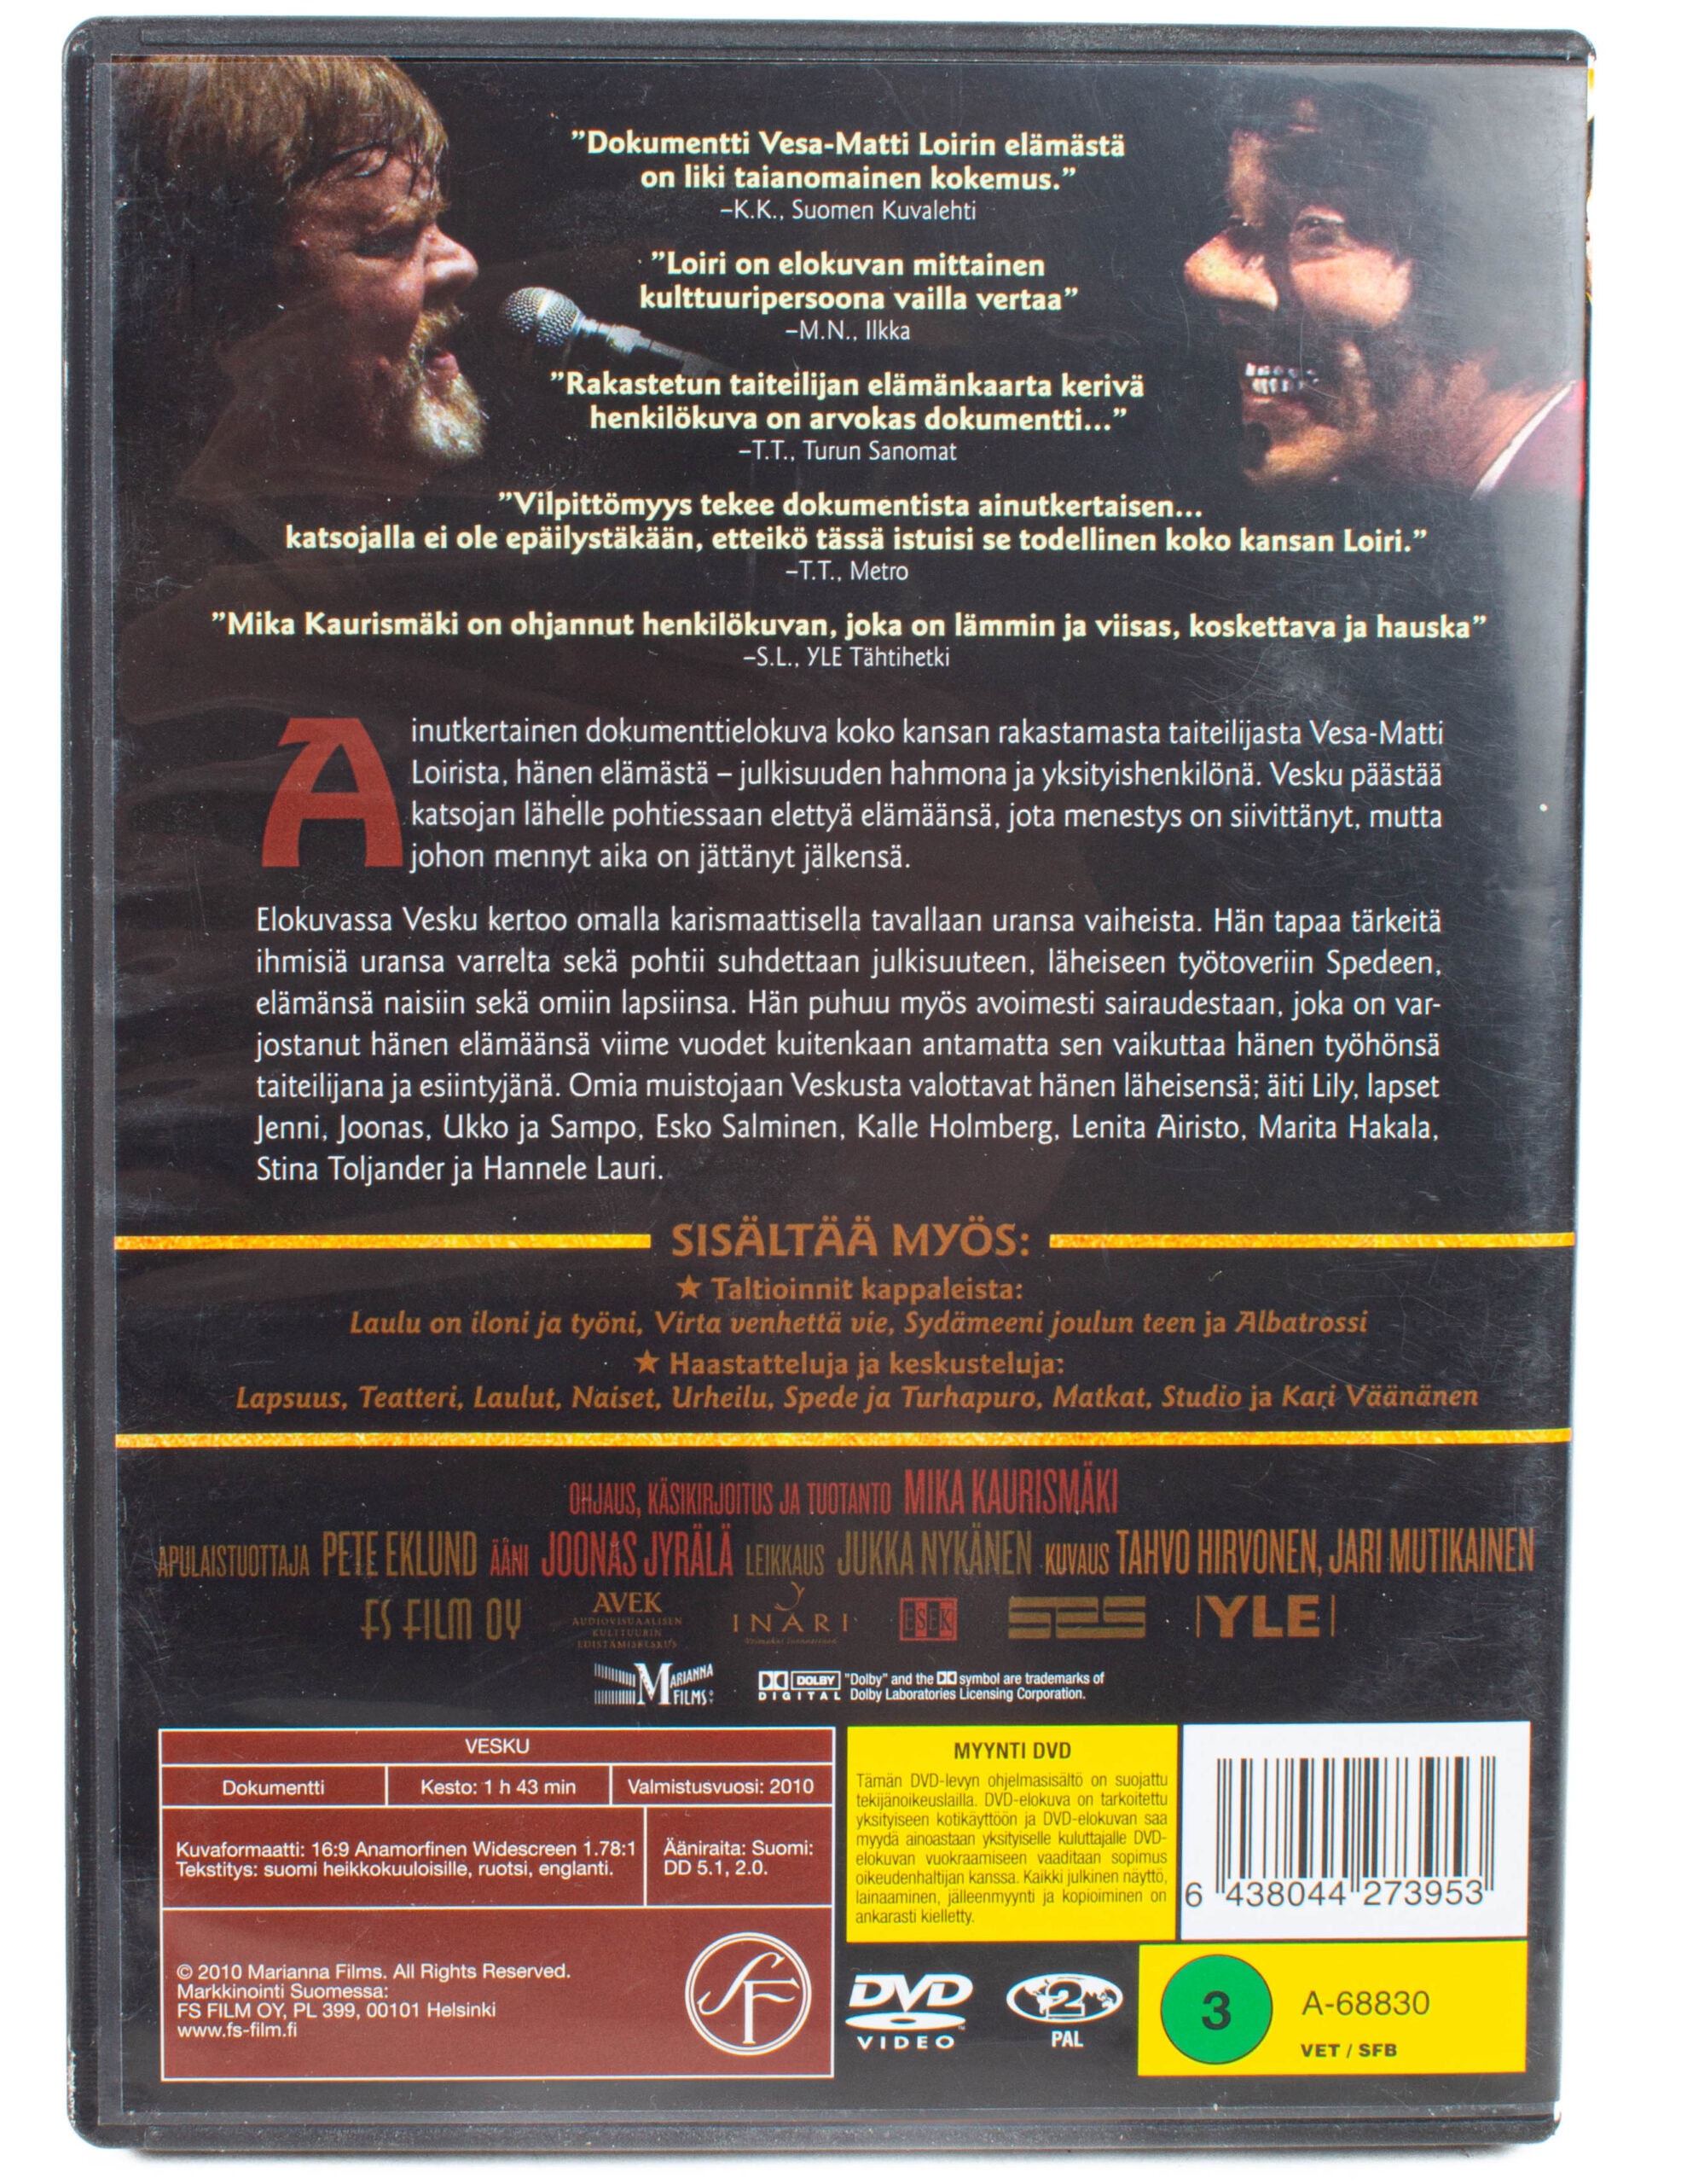 ”Dokumentti Vesa-Matti Loirin elämästä
on liki taianomainen kokemus.”
–K.K., Suomen Kuvalehti
”Loiri on elokuvan mittainen
kulttuuripersoona vailla vertaa”
–M.N., Ilkka
”Rakastetun taiteilijan elämänkaarta kerivä
henkilökuva on arvokas dokumentti...”
–T.T., Turun Sanomat
”Vilpittömyys tekee dokumentista ainutkertaisen...
katsojalla ei ole epäilystäkään, etteikö tässä istuisi se todellinen koko kansan Loiri.”
–T.T., Metro
”Mika Kaurismäki on ohjannut henkilökuvan, joka on lämmin ja viisas, koskettava ja hauska”
–S.L., YLE Tähtihetki
Ainutkertainen dokumenttielokuva koko kansan rakastamasta taiteilijasta Vesa-Matti
Loirista, hänen elämästä – julkisuuden hahmona ja yksityishenkilönä. Vesku päästää
katsojan lähelle pohtiessaan elettyä elämäänsä, jota menestys on siivittänyt, mutta
johon mennyt aika on jättänyt jälkensä.
Elokuvassa Vesku kertoo omalla karismaattisella tavallaan uransa vaiheista. Hän tapaa tärkeitä
ihmisiä uransa varrelta sekä pohtii suhdettaan julkisuuteen, läheiseen työtoveriin Spedeen,
elämänsä naisiin sekä omiin lapsiinsa. Hän puhuu myös avoimesti sairaudestaan, joka on var-
jostanut hänen elämäänsä viime vuodet kuitenkaan antamatta sen vaikuttaa hänen työhönsä
taiteilijana ja esiintyjänä. Omia muistojaan Veskusta valottavat hänen läheisensä; äiti Lily, lapset
Jenni, Joonas, Ukko ja Sampo, Esko Salminen, Kalle Holmberg, Lenita Airisto, Marita Hakala,
Stina Toljander ja Hannele Lauri.
SISÄLTÄÄ MYÖS:
★ Taltioinnit kappaleista:
Laulu on iloni ja työni, Virta venhettä vie, Sydämeeni joulun teen ja Albatrossi
★ Haastatteluja ja keskusteluja:
Lapsuus, Teatteri, Laulut, Naiset, Urheilu, Spede ja Turhapuro, Matkat, Studio ja Kari Väänänen
OHJAUS, KÄSIKIRJOITUS JA TUOTANTO MIKA KAURISMÄKI
APULAISTUOTTAJA PETE EKLUND ÄÄNI JOONAS JYRÄLÄ LEIKKAUS JUKKA NYKÄNEN KUVAUS TAHVO HIRVONEN, JARI MUTIKAINEN
FS FILM OY
AVEK
AUDIOVISUAALISEN
KULTTUURIN
EDISTÄMISKESKUS
INARI
ESEK
SES
YLE
MARIANNA
FILMS
DOLBY
DIGITAL
"Dolby" and the symbol are trademarks of
Dolby Laboratories Licensing Corporation.
VESKU
Dokumentti
Kesto: 1 h 43 min
Valmistusvuosi: 2010
Kuvaformaatti: 16:9 Anamorfinen Widescreen 1.78:1
Tekstitys: suomi heikkokuuloisille, ruotsi, englanti.
Ääniraita: Suomi:
DD 5.1, 2.0.
© 2010 Marianna Films. All Rights Reserved.
Markkinointi Suomessa:
FS FILM OY, PL 399, 00101 Helsinki
www.fs-film.fi
SF
MYYNTI DVD
Tämän DVD-levyn ohjelmasisältö on suojattu
tekijänoikeuslailla. DVD-elokuva on tarkoitettu
yksityiseen kotikäyttöön ja DVD-elokuvan saa
myydä ainoastaan yksityiselle kuluttajalle DVD-
elokuvan vuokraamiseen vaaditaan sopimus
oikeudenhaltijan kanssa. Kaikki julkinen näyttö,
lainaaminen, jälleenmyynti ja kopioiminen on
ankarasti kielletty.
6 438044 273953
DVD
VIDEO
2
PAL
3
A-68830
VET / SFB